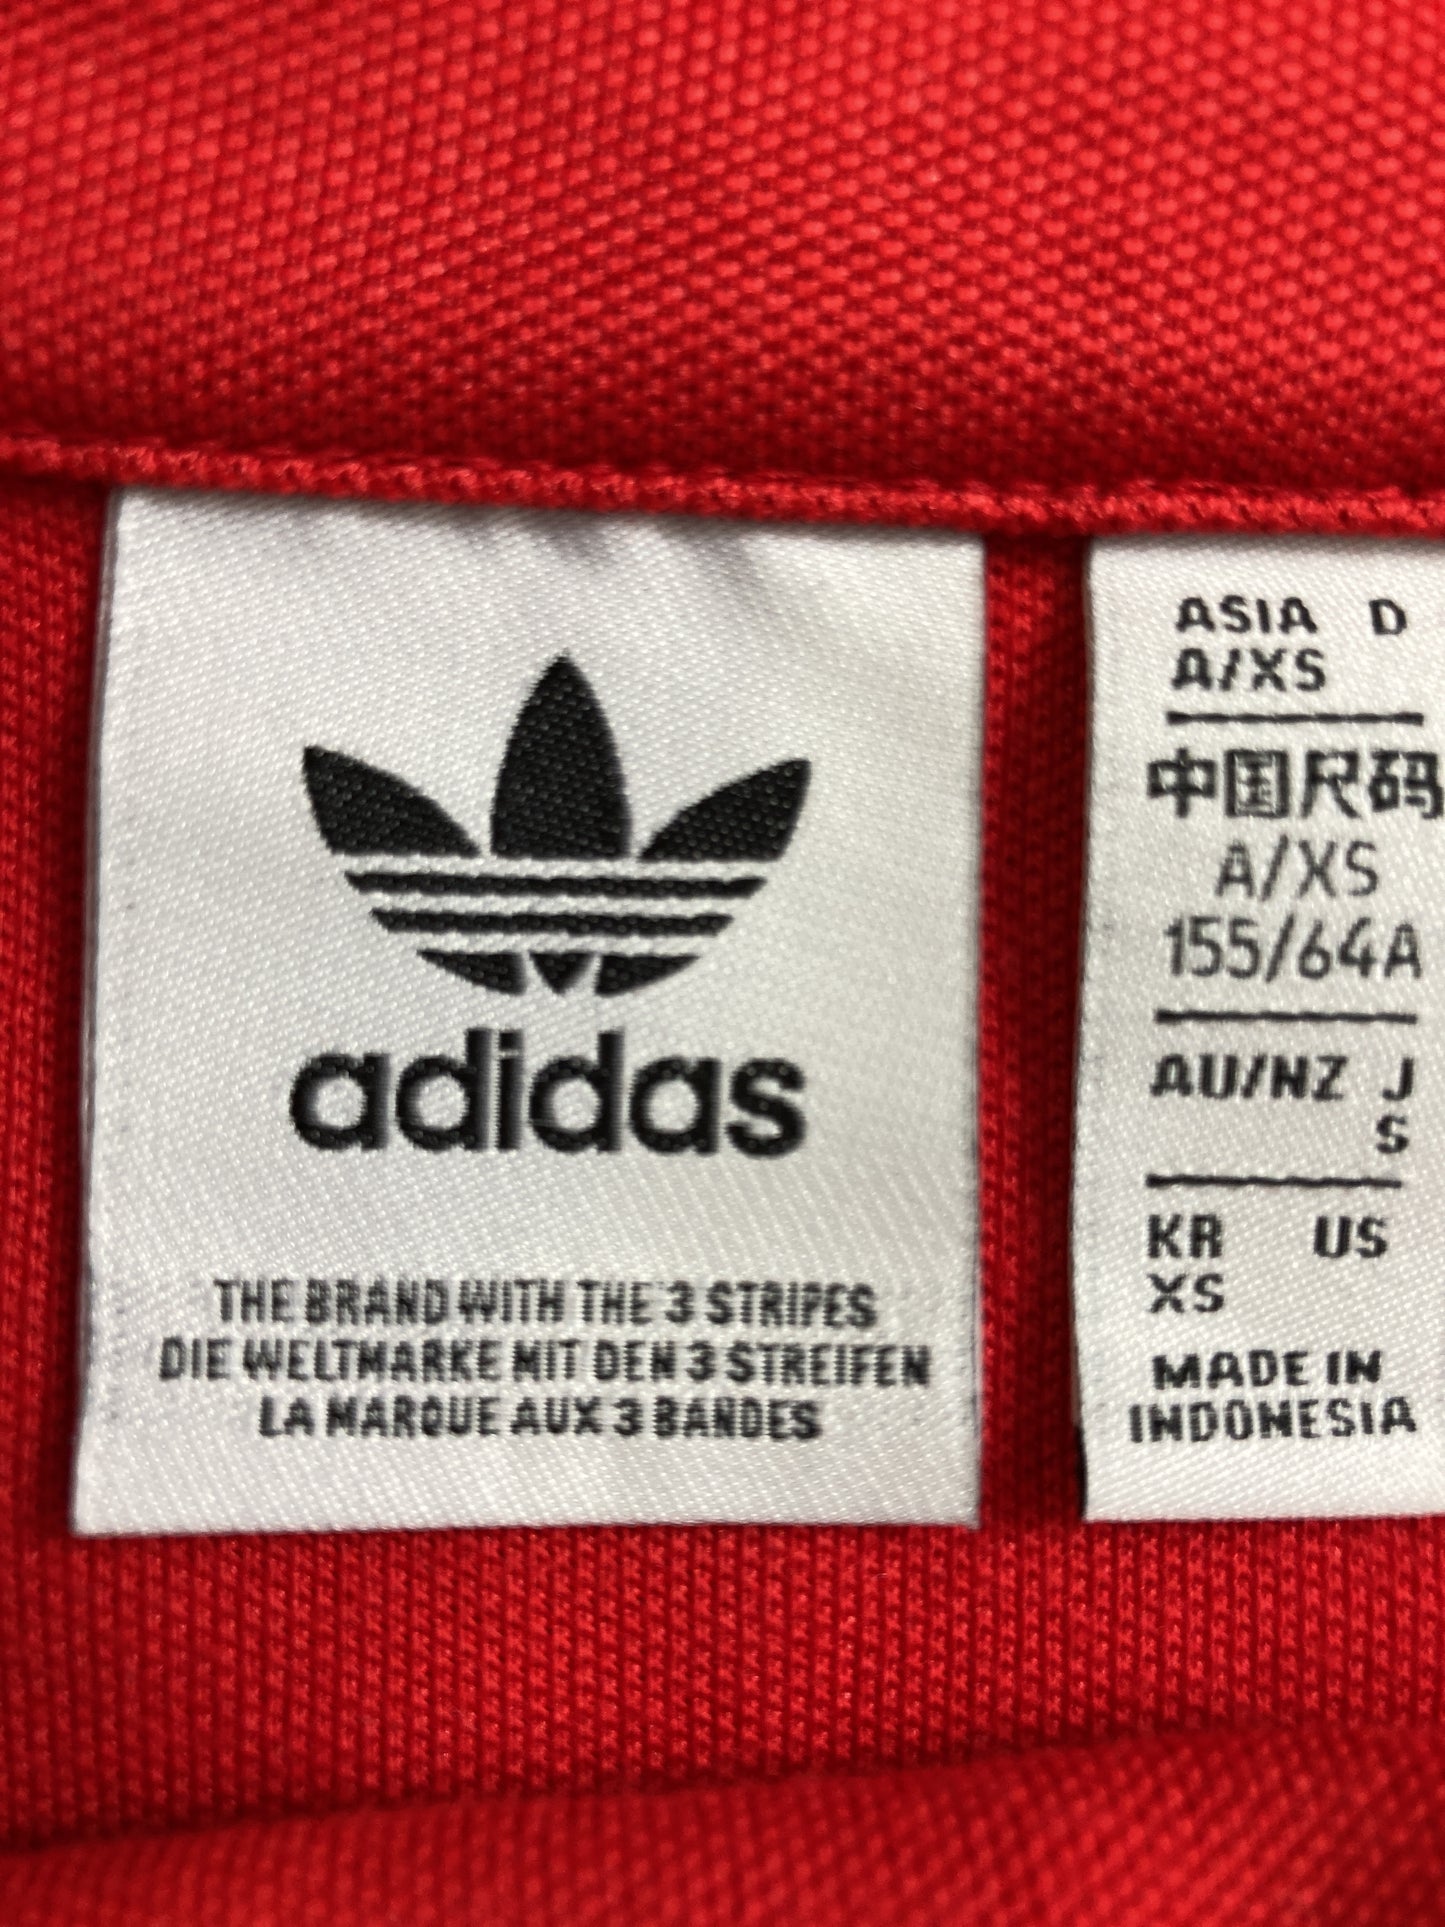 adidas
THE BRAND WITH THE 3 STRIPES
DIE WELTMARKE MIT DEN 3 STREIFEN
LA MARQUE AUX 3 BANDES
ASIA D
A/XS
中国尺码
A/XS
155/64A
AU/NZ J
S
KR US
XS
MADE IN
INDONESIA